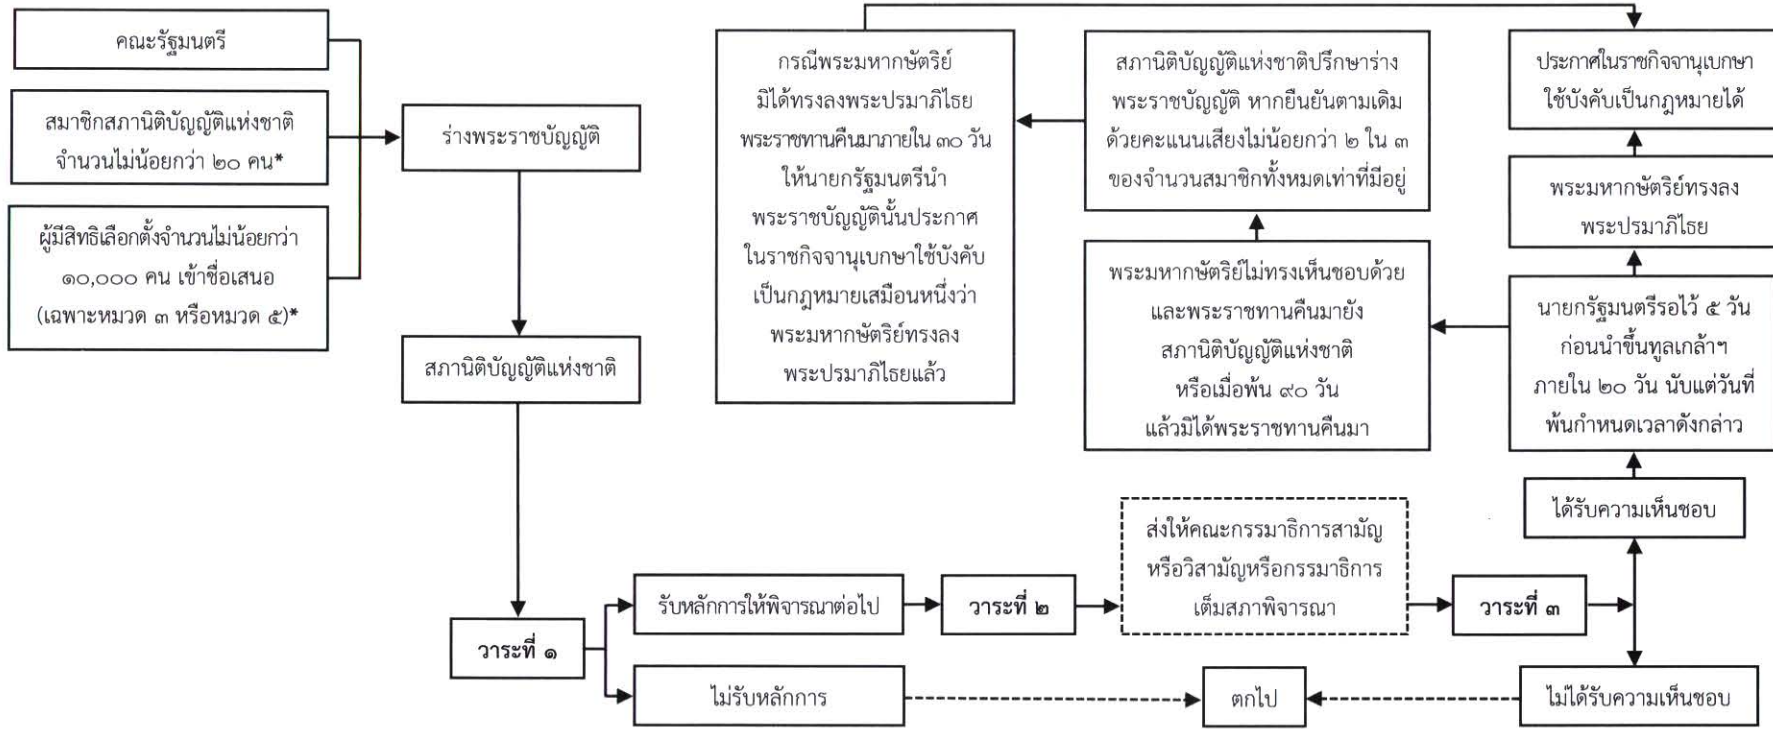 คณะรัฐมนตรี
สมาชิกสภานิติบัญญัติแห่งชาติ
จำนวนไม่น้อยกว่า ๒๐ คน*
ผู้มีสิทธิเลือกตั้งจำนวนไม่น้อยกว่า
๑๐,๐๐๐ คน เข้าชื่อเสนอ
(เฉพาะหมวด ๓ หรือหมวด ๕)*
ร่างพระราชบัญญัติ
สภานิติบัญญัติแห่งชาติ
วาระที่ ๑
รับหลักการให้พิจารณาต่อไป
ไม่รับหลักการ
วาระที่ ๒
ส่งให้คณะกรรมาธิการสามัญ
หรือวิสามัญหรือกรรมาธิการ
เต็มสภาพิจารณา
วาระที่ ๓
ตกไป
ไม่ได้รับความเห็นชอบ
ได้รับความเห็นชอบ
นายกรัฐมนตรีรอไว้ ๕ วัน
ก่อนนำขึ้นทูลเกล้าฯ
ภายใน ๒๐ วัน นับแต่วันที่
พ้นกำหนดเวลาดังกล่าว
พระมหากษัตริย์ทรงลง
พระปรมาภิไธย
ประกาศในราชกิจจานุเบกษา
ใช้บังคับเป็นกฎหมายได้
พระมหากษัตริย์ไม่ทรงเห็นชอบด้วย
และพระราชทานคืนมายัง
สภานิติบัญญัติแห่งชาติ
หรือเมื่อพ้น ๙๐ วัน
แล้วมิได้พระราชทานคืนมา
สภานิติบัญญัติแห่งชาติปรึกษาร่าง
พระราชบัญญัติ หากยืนยันตามเดิม
ด้วยคะแนนเสียงไม่น้อยกว่า ๒ ใน ๓
ของจำนวนสมาชิกทั้งหมดเท่าที่มีอยู่
กรณีพระมหากษัตริย์
มิได้ทรงลงพระปรมาภิไธย
พระราชทานคืนมาภายใน ๓๐ วัน
ให้นายกรัฐมนตรีนำ
พระราชบัญญัตินั้นประกาศ
ในราชกิจจานุเบกษาใช้บังคับ
เป็นกฎหมายเสมือนหนึ่งว่า
พระมหากษัตริย์ทรงลง
พระปรมาภิไธยแล้ว